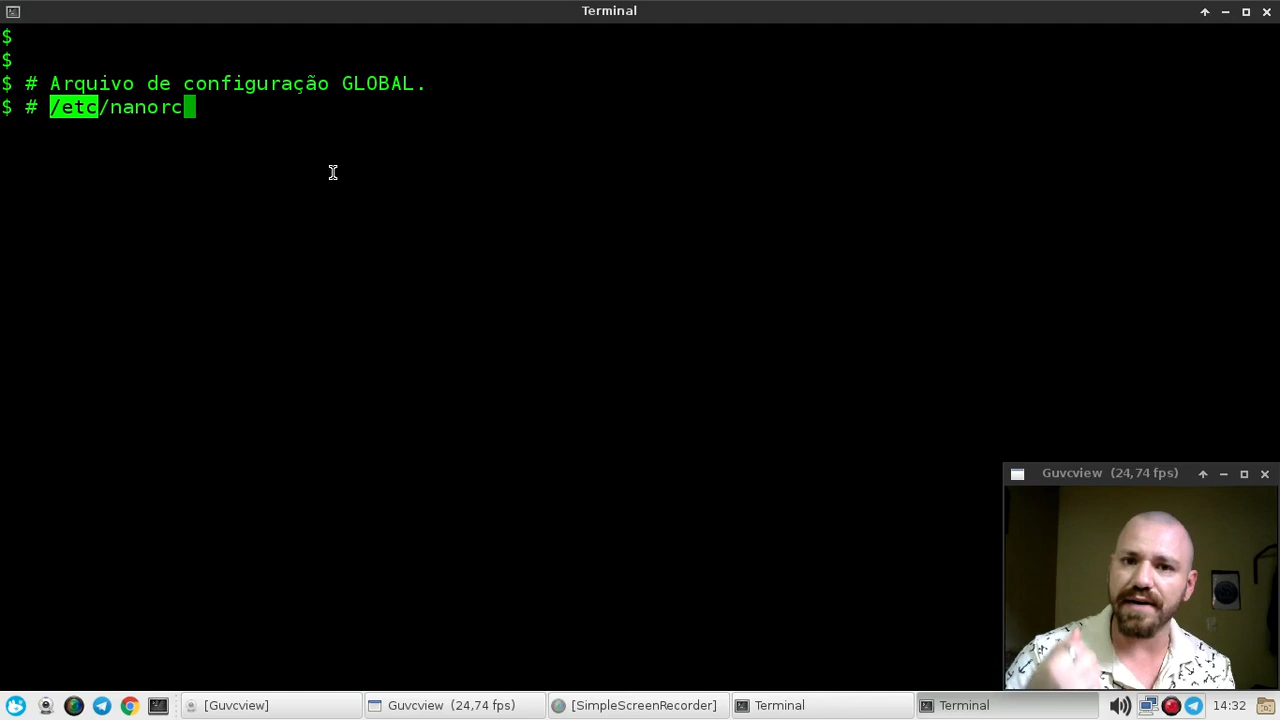 Terminal
$
$
$ # Arquivo de configuração GLOBAL.
$ # /etc/nanorc
Guvcview (24,74 fps)
[Guvcview]
Guvcview (24,74 fps)
[SimpleScreenRecorder]
Terminal
Terminal
14:32